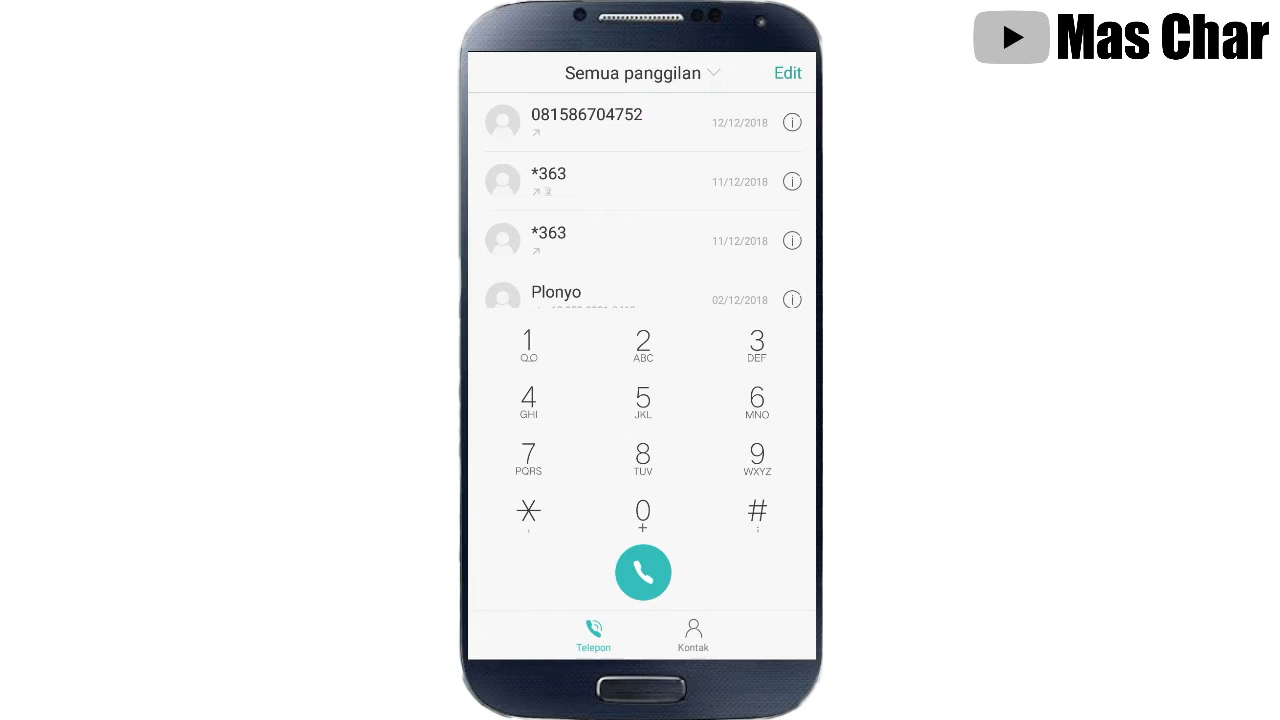 Mas Char
Semua panggilan
Edit
081586704752
12/12/2018
*363
2
11/12/2018
*363
11/12/2018
Plonyo
02/12/2018
1
2
ABC
3
DEF
4
GHI
5
JKL
6
MNO
7
PQRS
8
TUV
9
WXYZ
*
,
0
+
#
;
Telepon
Kontak